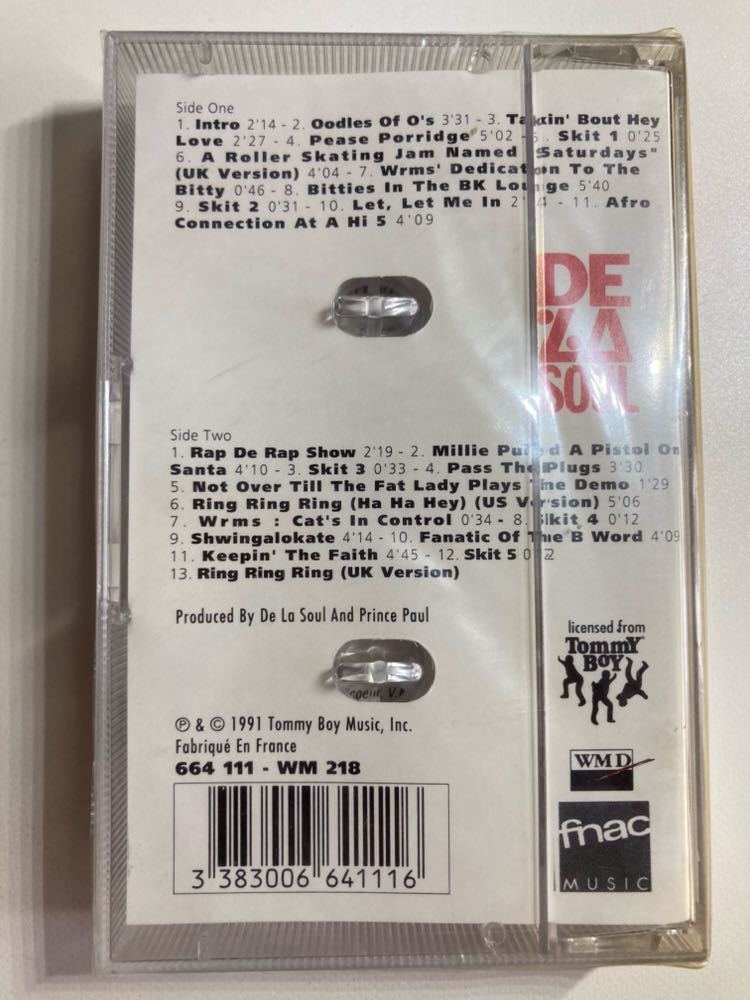 Side One
1. Intro 2'14 - 2. Oodles Of O's 3'31 - 3. Talkin' Bout Hey
Love 2'27 - 4. Pease Porridge 5'02 - 5. Skit 1 0'25
6. A Roller Skating Jam Named "Saturdays"
(UK Version) 4'04 - 7. Wrms' Dedication To The
Bitty 0'46 - 8. Bitties In The BK Lounge 5'40
9. Skit 2 0'31 - 10. Let, Let Me In - 11. Afro
Connection At A Hi 5 4'09
DE
LA
SOUL
Side Two
1. Rap De Rap Show 2'19 - 2. Millie Pulled A Pistol On
Santa 4'10 - 3. Skit 3 0'33 - 4. Pass The Plugs 3'30
5. Not Over Till The Fat Lady Plays The Demo 1'29
6. Ring Ring Ring (Ha Ha Hey) (US Version) 5'06
7. Wrms : Cat's In Control 0'34 - 8. Skit 4 0'12
9. Shwingalokate 4'14 - 10. Fanatic Of The B Word 4'09
11. Keepin' The Faith 4'45 - 12. Skit 5
13. Ring Ring Ring (UK Version)
Produced By De La Soul And Prince Paul
licensed from
Tommy
BOY
℗ & © 1991 Tommy Boy Music, Inc.
Fabriqué En France
664 111 - WM 218
WMD
fnac
MUSIC
3 383006 641116